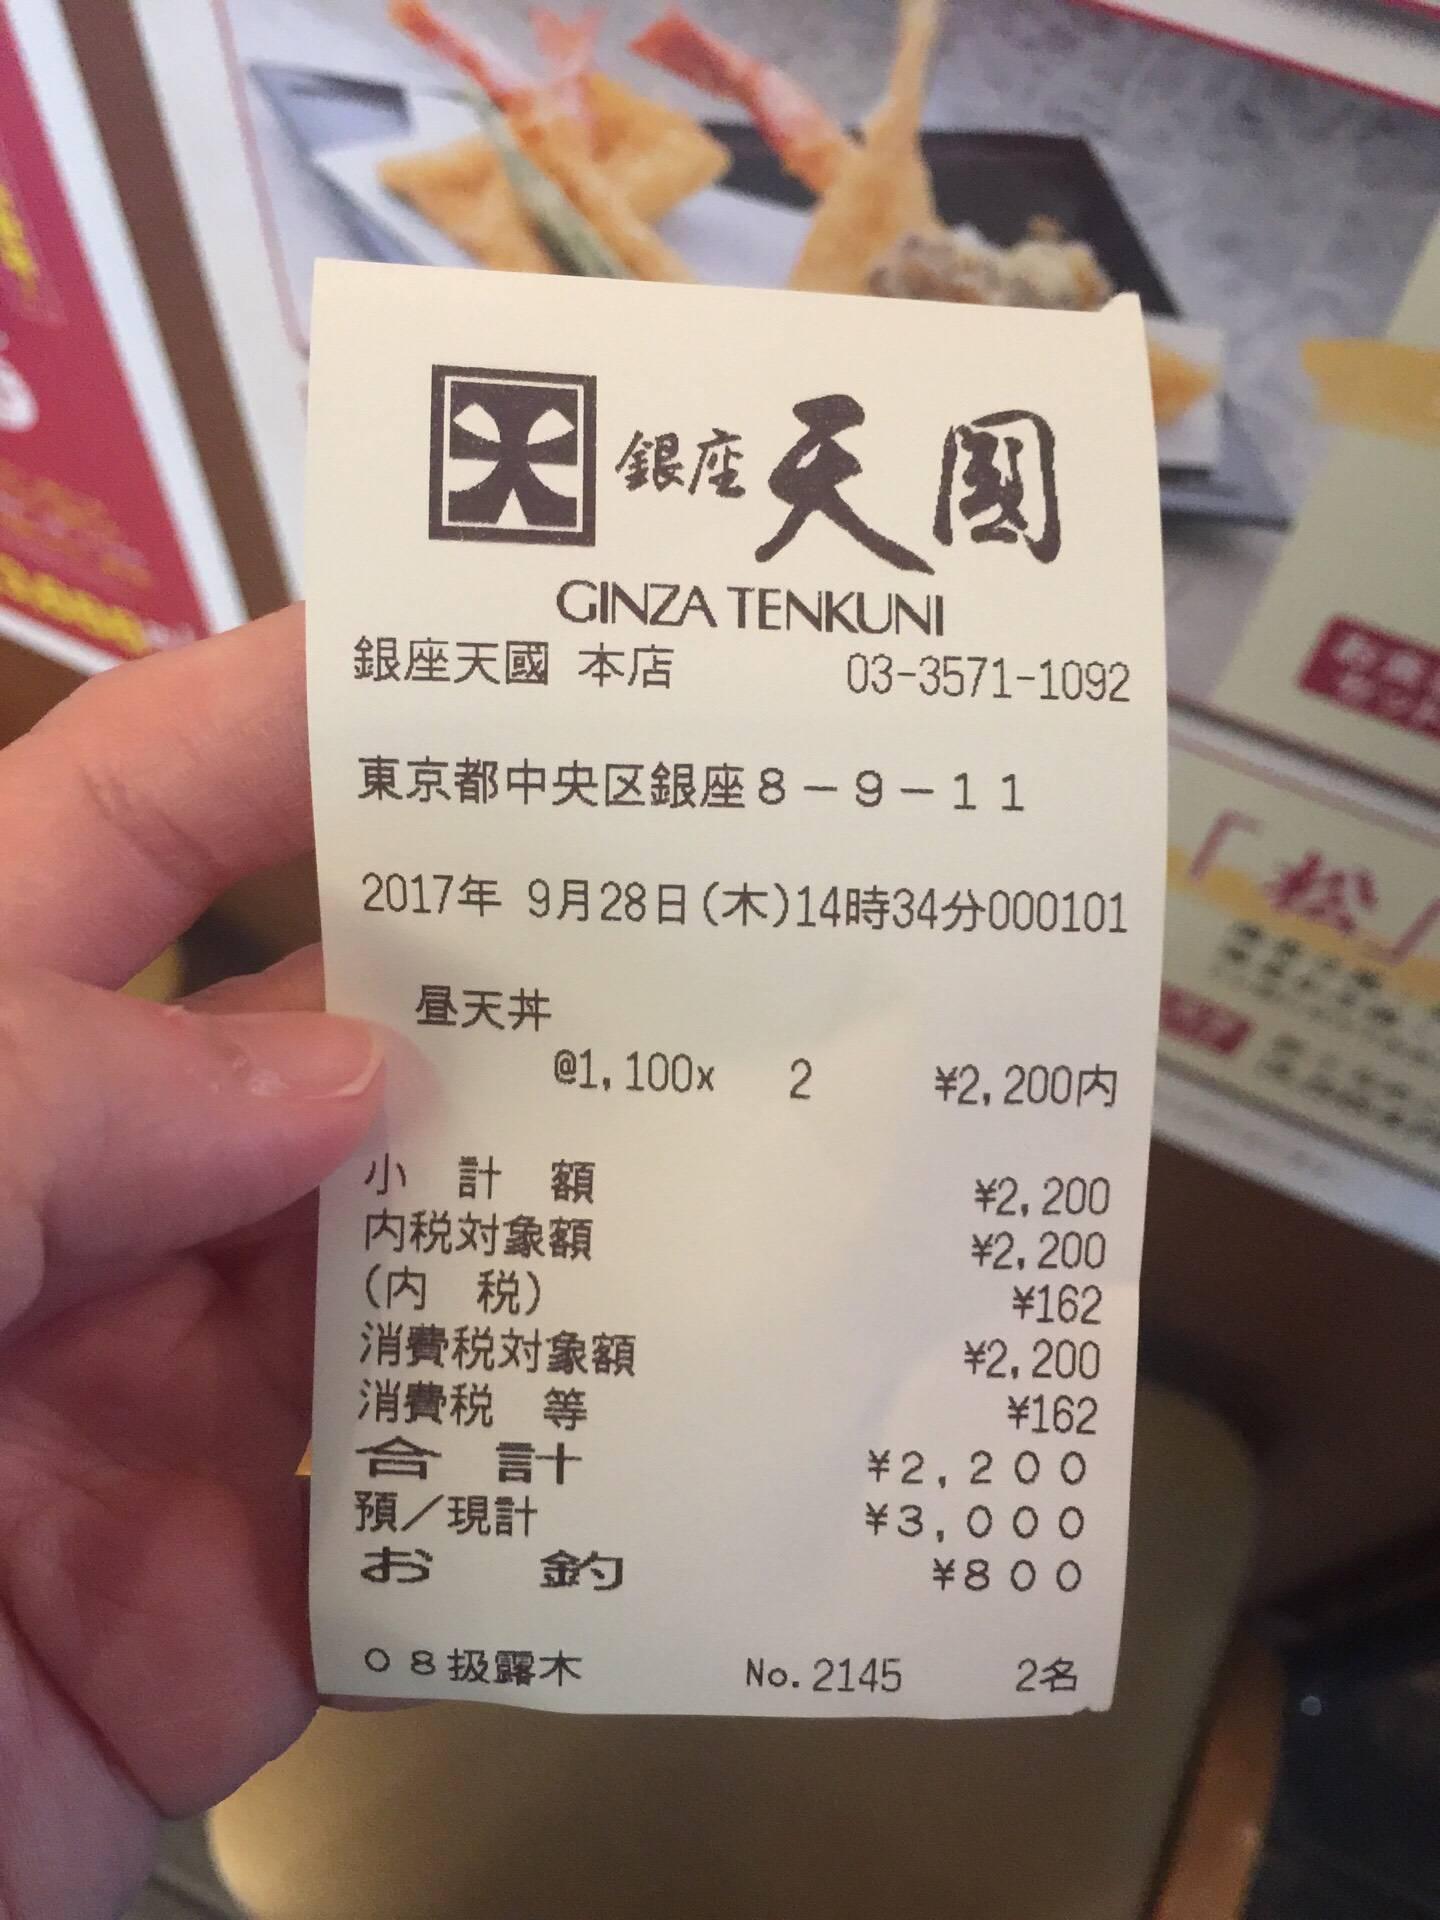 天 銀座 天國
GINZA TENKUNI
銀座天國 本店 03-3571-1092
東京都中央区銀座8-9-11
2017年 9月28日(木)14時34分000101
昼天丼
@1,100x 2 ¥2,200内
小 計 額 ¥2,200
内税対象額 ¥2,200
(内 税) ¥162
消費税対象額 ¥2,200
消費税 等 ¥162
合 計 ¥2,200
預/現計 ¥3,000
お 釣 ¥800
08扱露木 No.2145 2名
「松」